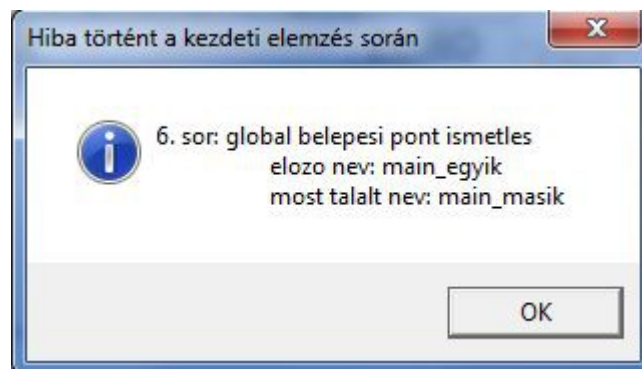 Hiba történt a kezdeti elemzés során
6. sor: global belepesi pont ismetles
elozo nev: main_egyik
most talalt nev: main_masik
OK